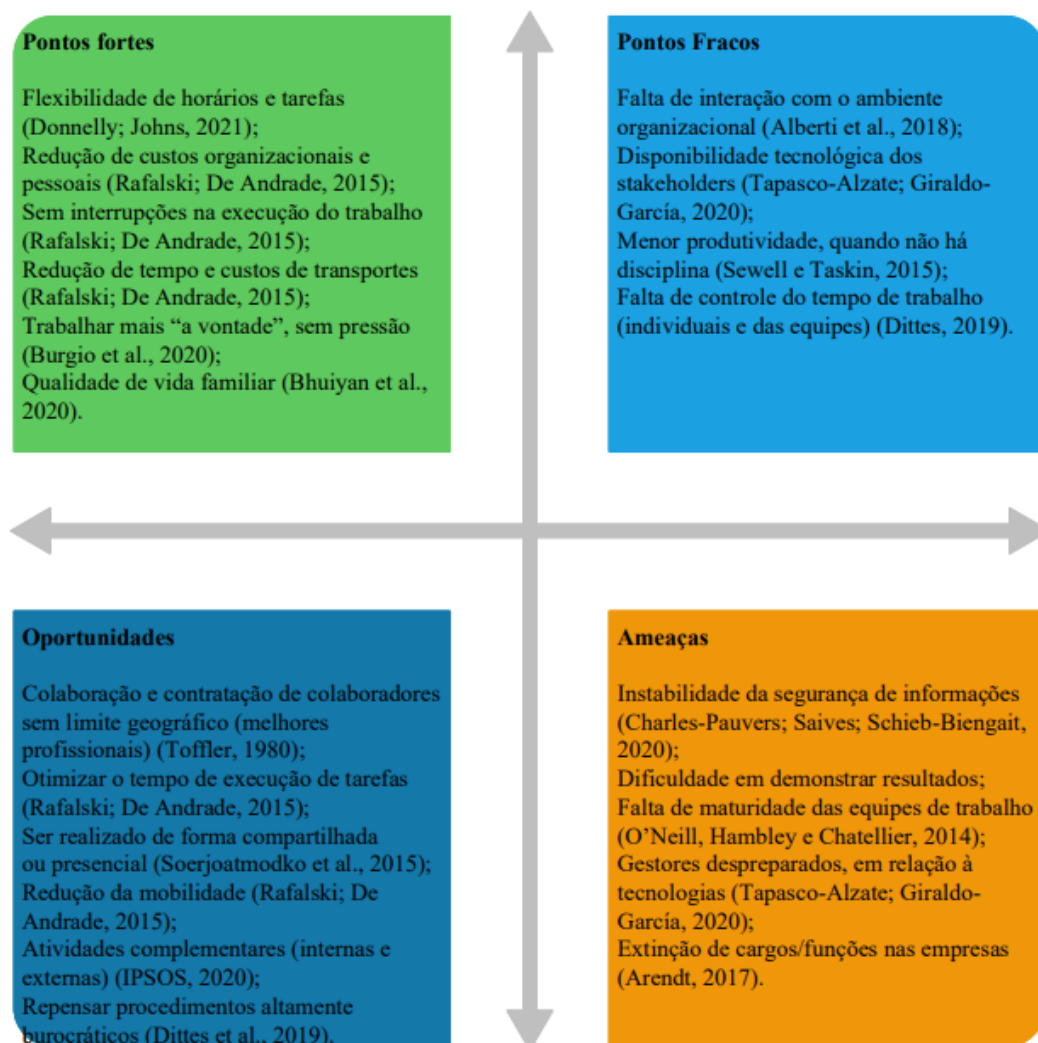 Pontos fortes
Flexibilidade de horários e tarefas
(Donnelly; Johns, 2021);
Redução de custos organizacionais e
pessoais (Rafalski; De Andrade, 2015);
Sem interrupções na execução do trabalho
(Rafalski; De Andrade, 2015);
Redução de tempo e custos de transportes
(Rafalski; De Andrade, 2015);
Trabalhar mais “a vontade”, sem pressão
(Burgio et al., 2020);
Qualidade de vida familiar (Bhuiyan et al.,
2020).
Pontos Fracos
Falta de interação com o ambiente
organizacional (Alberti et al., 2018);
Disponibilidade tecnológica dos
stakeholders (Tapasco-Alzate; Giraldo-
García, 2020);
Menor produtividade, quando não há
disciplina (Sewell e Taskin, 2015);
Falta de controle do tempo de trabalho
(individuais e das equipes) (Dittes, 2019).
Oportunidades
Colaboração e contratação de colaboradores
sem limite geográfico (melhores
profissionais) (Toffler, 1980);
Otimizar o tempo de execução de tarefas
(Rafalski; De Andrade, 2015);
Ser realizado de forma compartilhada
ou presencial (Soerjoatmodko et al., 2015);
Redução da mobilidade (Rafalski; De
Andrade, 2015);
Atividades complementares (internas e
externas) (IPSOS, 2020);
Repensar procedimentos altamente
burocráticos (Dittes et al., 2019).
Ameaças
Instabilidade da segurança de informações
(Charles-Pauvers; Saives; Schieb-Biengait,
2020);
Dificuldade em demonstrar resultados;
Falta de maturidade das equipes de trabalho
(O’Neill, Hambley e Chatellier, 2014);
Gestores despreparados, em relação à
tecnologias (Tapasco-Alzate; Giraldo-
García, 2020);
Extinção de cargos/funções nas empresas
(Arendt, 2017).